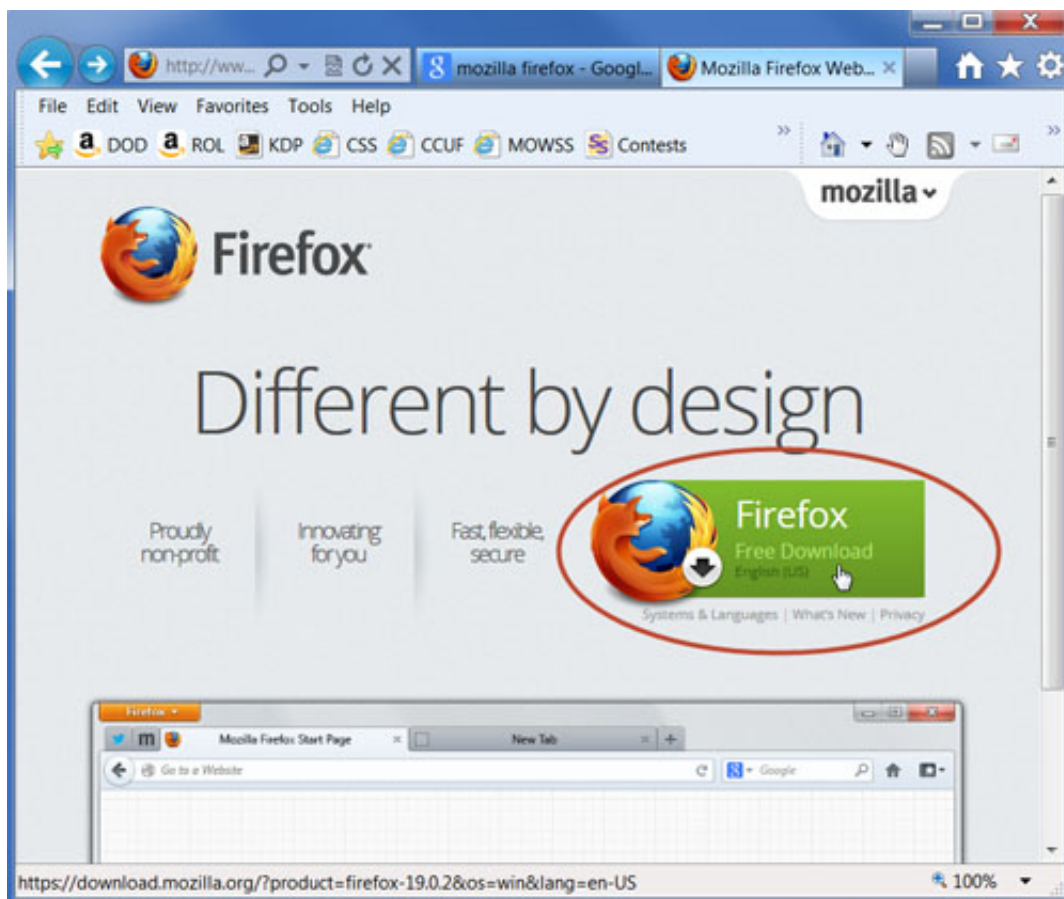 http://ww...
mozilla firefox - Googl...
Mozilla Firefox Web...
File Edit View Favorites Tools Help
DOD ROL KDP CSS CCUF MOWSS Contests
mozilla
Firefox
Different by design
Proudly
non-profit
Innovating
for you
Fast, flexible,
secure
Firefox
Free Download
English (US)
Systems & Languages | What's New | Privacy
Firefox
m Mozilla Firefox Start Page New Tab
Go to a Website Google
https://download.mozilla.org/?product=firefox-19.0.2&os=win&lang=en-US 100%